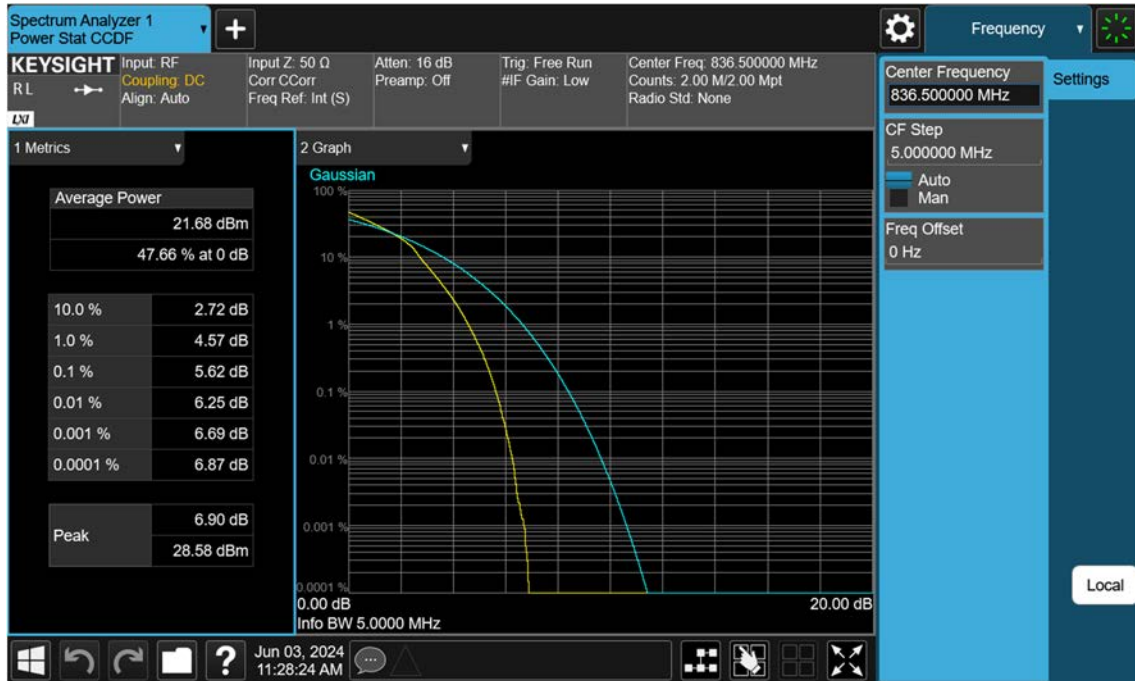 Spectrum Analyzer 1
Power Stat CCDF
Frequency
KEYSIGHT
RL
LXI
Input: RF
Coupling: DC
Align: Auto
Input Z: 50 Ω
Corr CCorr
Freq Ref: Int (S)
Atten: 16 dB
Preamp: Off
Trig: Free Run
#IF Gain: Low
Center Freq: 836.500000 MHz
Counts: 2.00 M/2.00 Mpt
Radio Std: None
Center Frequency
836.500000 MHz
Settings
CF Step
5.000000 MHz
Auto
Man
Freq Offset
0 Hz
Local
1 Metrics
Average Power
21.68 dBm
47.66 % at 0 dB
10.0 % 2.72 dB
1.0 % 4.57 dB
0.1 % 5.62 dB
0.01 % 6.25 dB
0.001 % 6.69 dB
0.0001 % 6.87 dB
Peak 6.90 dB
28.58 dBm
2 Graph
Gaussian
100 %
10 %
1 %
0.1 %
0.01 %
0.001 %
0.0001 %
0.00 dB 20.00 dB
Info BW 5.0000 MHz
?
Jun 03, 2024
11:28:24 AM